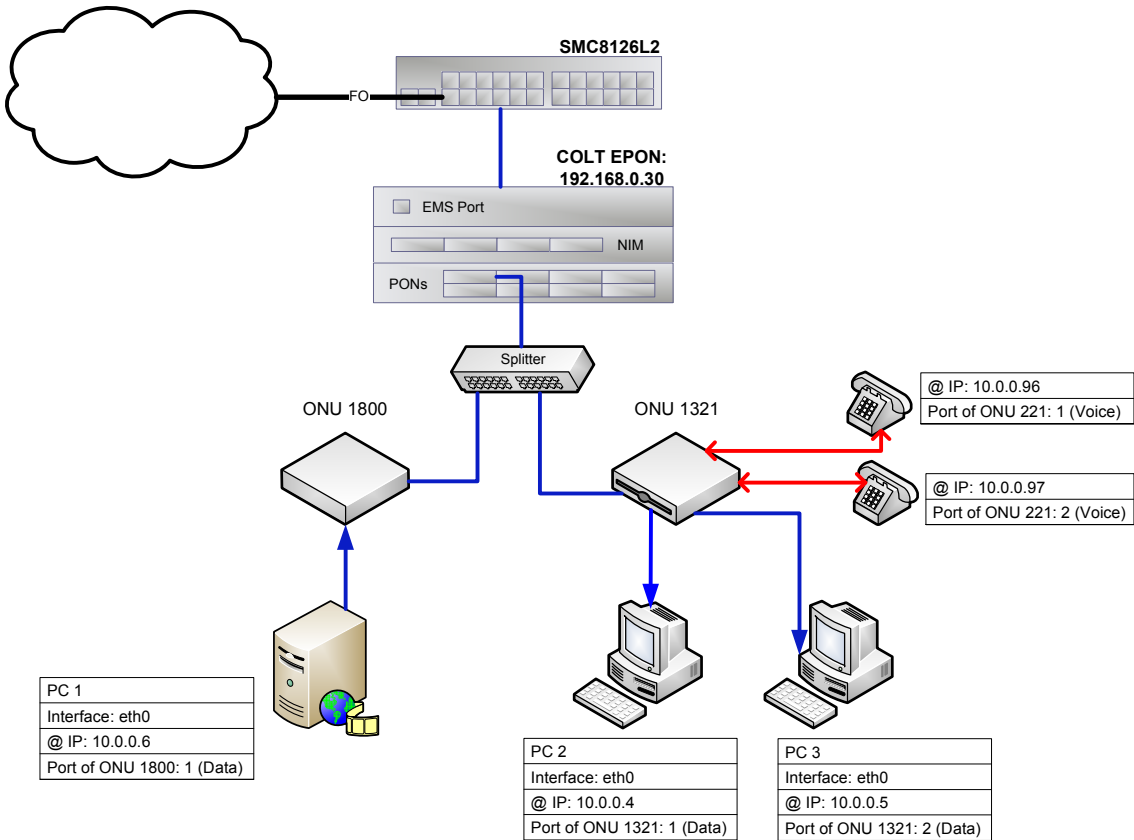 SMC8126L2
FO
COLT EPON:
192.168.0.30
EMS Port
NIM
PONs
Splitter
ONU 1800
ONU 1321
@ IP: 10.0.0.96
Port of ONU 221: 1 (Voice)
@ IP: 10.0.0.97
Port of ONU 221: 2 (Voice)
PC 1
Interface: eth0
@ IP: 10.0.0.6
Port of ONU 1800: 1 (Data)
PC 2
Interface: eth0
@ IP: 10.0.0.4
Port of ONU 1321: 1 (Data)
PC 3
Interface: eth0
@ IP: 10.0.0.5
Port of ONU 1321: 2 (Data)